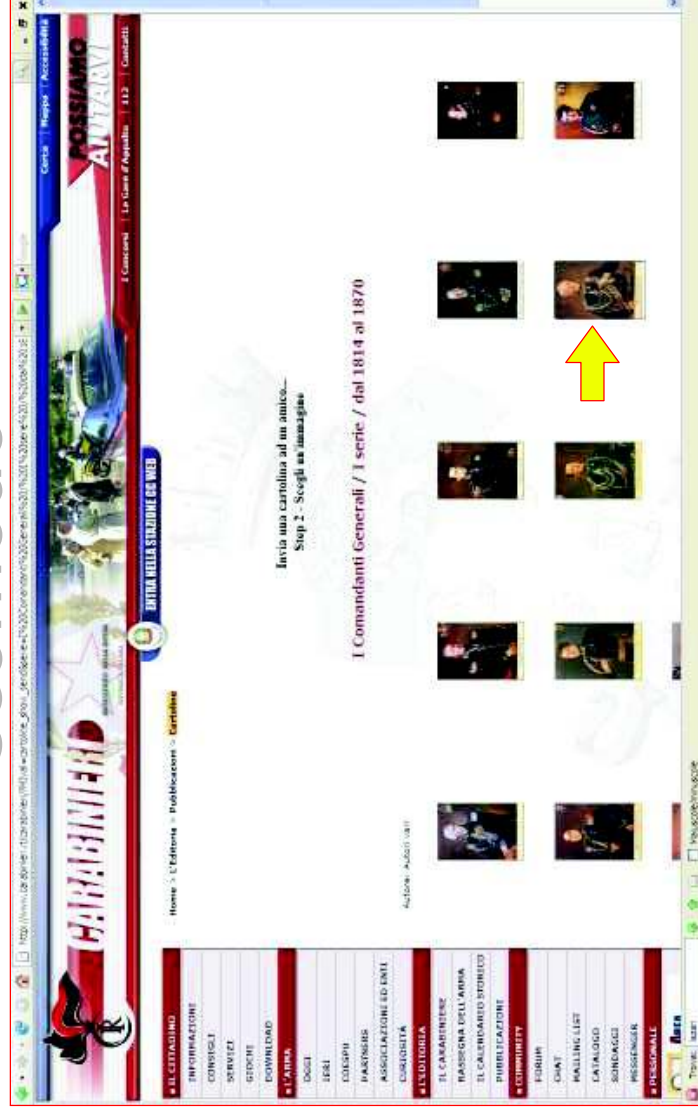 Cerca | Mappa | Accessibilità
CARABINIERI
POSSIAMO
AIUTARVI
I Concorsi | Le Gare d'Appalto | 112 | Contatti
ENTRA NELLA STAZIONE CC WEB
Home > L'Editoria > Pubblicazioni > Cartoline
Invia una cartolina ad un amico...
Step 2 - Scegli un'immagine
I Comandanti Generali / I serie / dal 1814 al 1870
Autore: Autori vari
IL CITTADINO
INFORMAZIONI
CONSIGLI
SERVIZI
GIOCHI
DOWNLOAD
L'ARMA
OGGI
IERI
COESPU
PARTNERS
ASSOCIAZIONI ED ENTI
CURIOSITÀ
L'EDITORIA
IL CARABINIERE
RASSEGNA DELL'ARMA
IL CALENDARIO STORICO
PUBBLICAZIONI
COMMUNITY
FORUM
CHAT
MAILING LIST
CATALOGO
SONDAGGI
MESSENGER
PERSONALE
Maiuscole/minuscole